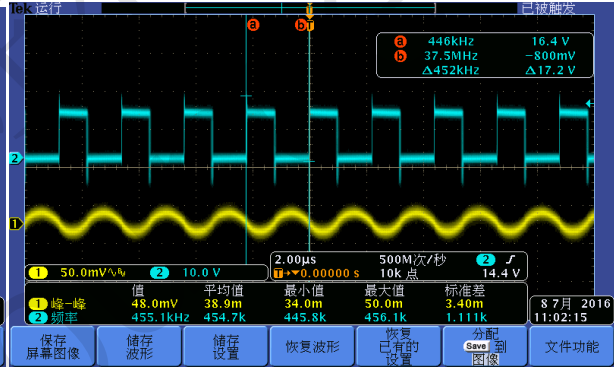 Tek 运行
已被触发
a b T
a 446kHz 16.4 V
b 37.5MHz −800mV
Δ452kHz Δ17.2 V
2
1
1 50.0mV 2 10.0 V
2.00μs 500M次/秒 2
T 0.00000 s 10k 点 14.4 V
值 平均值 最小值 最大值 标准差
1 峰-峰 48.0mV 38.9m 34.0m 50.0m 3.40m
2 频率 455.1kHz 454.7k 445.8k 456.1k 1.111k
8 7月 2016
11:02:15
保存
屏幕图像
储存
波形
储存
设置
恢复波形
恢复
已有的
设置
分配
Save 到
图像
文件功能